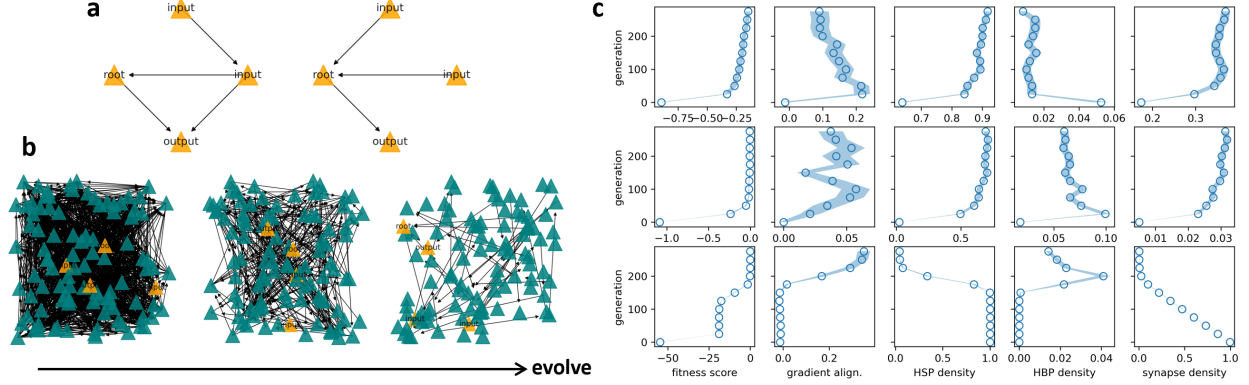 a
input
input
root
input
root
input
output
output
b
output
root
output
input
input
evolve
c
generation
−0.75 −0.50 −0.25
0.0 0.1 0.2
0.7 0.8 0.9
0.02 0.04 0.06
0.2 0.3
0
100
200
generation
−1.0 −0.5 0.0
0.00 0.05
0.5
0.05 0.10
0.01 0.02 0.03
0
100
200
generation
−50 −25 0
0.0 0.2
0.0 0.5 1.0
0.00 0.02 0.04
0.0 0.5 1.0
0
100
200
fitness score
gradient align.
HSP density
HBP density
synapse density